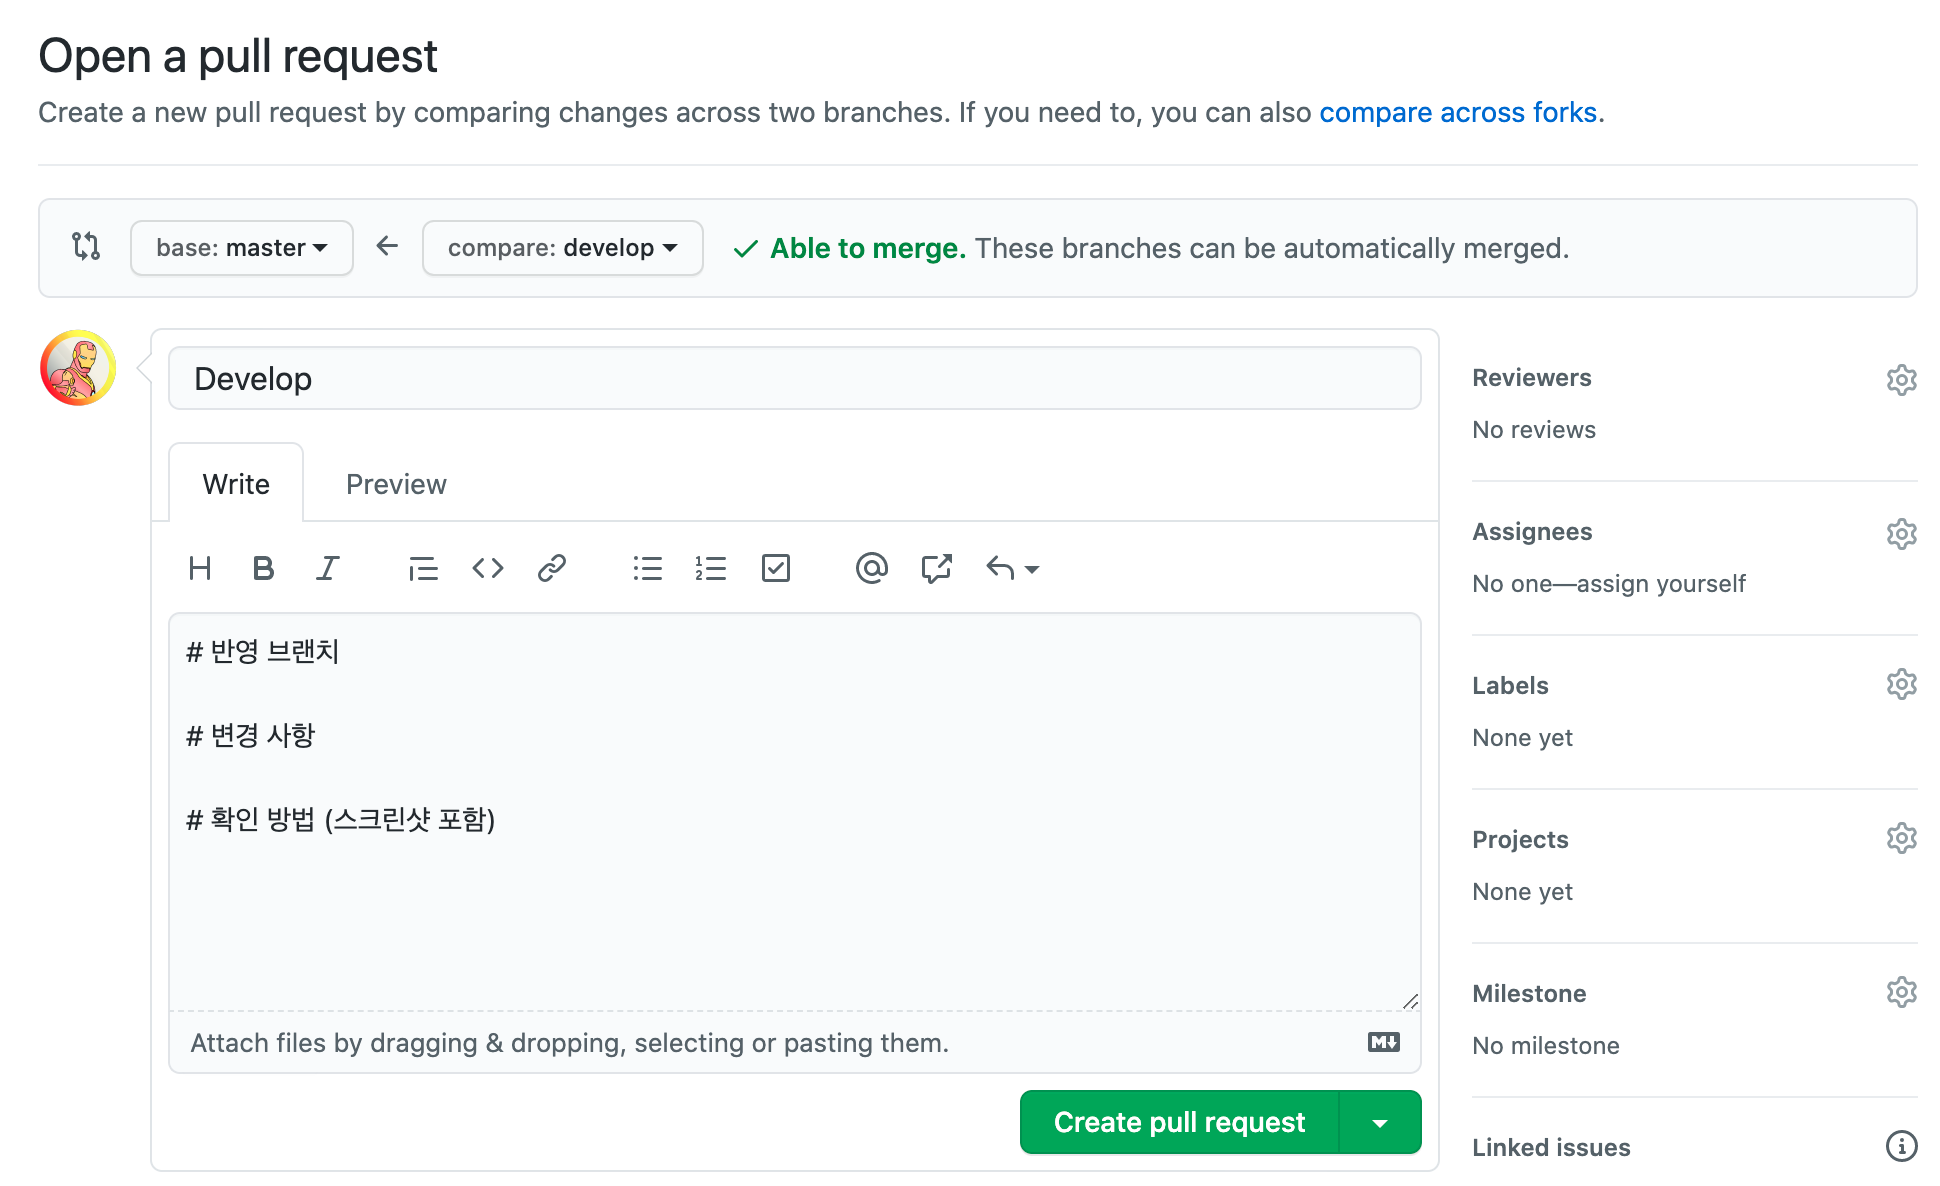 Open a pull request
Create a new pull request by comparing changes across two branches. If you need to, you can also compare across forks.
base: master
compare: develop
Able to merge. These branches can be automatically merged.
Develop
Write
Preview
# 반영 브랜치
# 변경 사항
# 확인 방법 (스크린샷 포함)
Attach files by dragging & dropping, selecting or pasting them.
Create pull request
Reviewers
No reviews
Assignees
No one—assign yourself
Labels
None yet
Projects
None yet
Milestone
No milestone
Linked issues